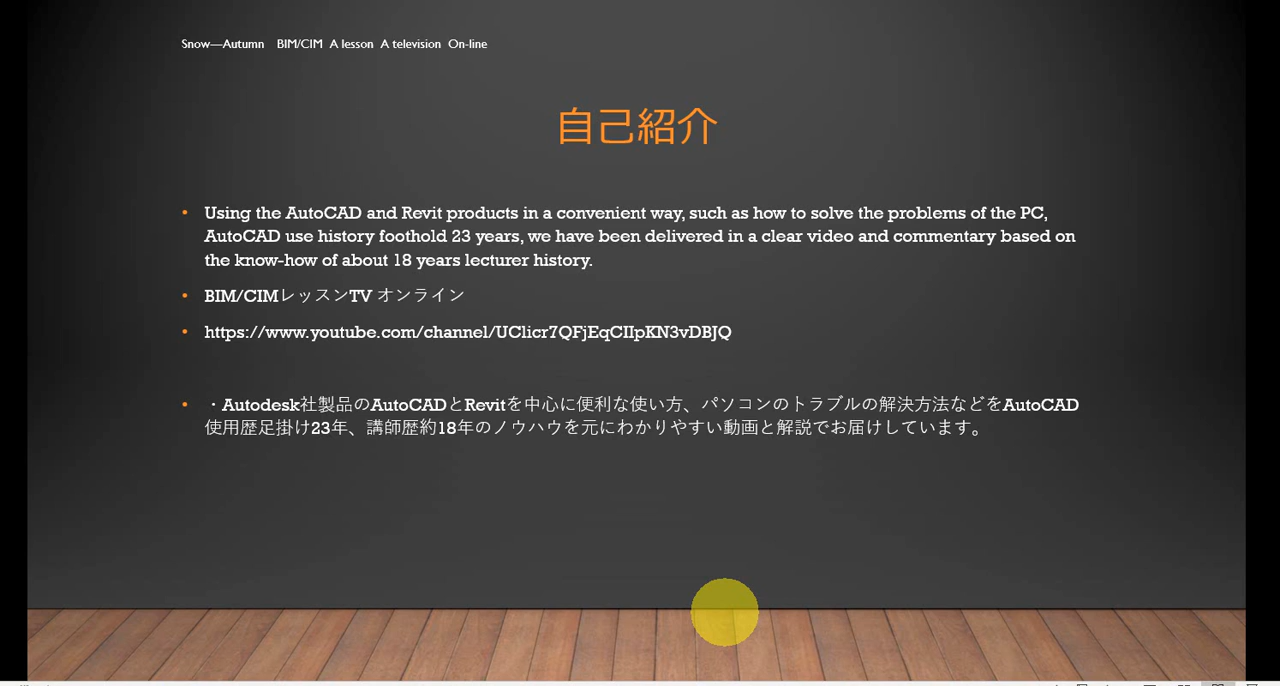 Snow—Autumn BIM/CIM A lesson A television On-line
自己紹介
• Using the AutoCAD and Revit products in a convenient way, such as how to solve the problems of the PC,
AutoCAD use history foothold 23 years, we have been delivered in a clear video and commentary based on
the know-how of about 18 years lecturer history.
• BIM/CIMレッスンTV オンライン
• https://www.youtube.com/channel/UClicr7QFjEqCIIpKN3vDBJQ
• ・Autodesk社製品のAutoCADとRevitを中心に便利な使い方、パソコンのトラブルの解決方法などをAutoCAD
使用歴足掛け23年、講師歴約18年のノウハウを元にわかりやすい動画と解説でお届けしています。